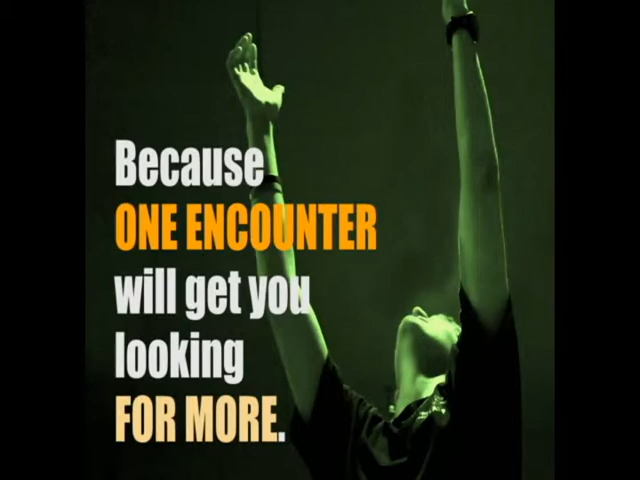 Because
ONE ENCOUNTER
will get you
looking
FOR MORE.